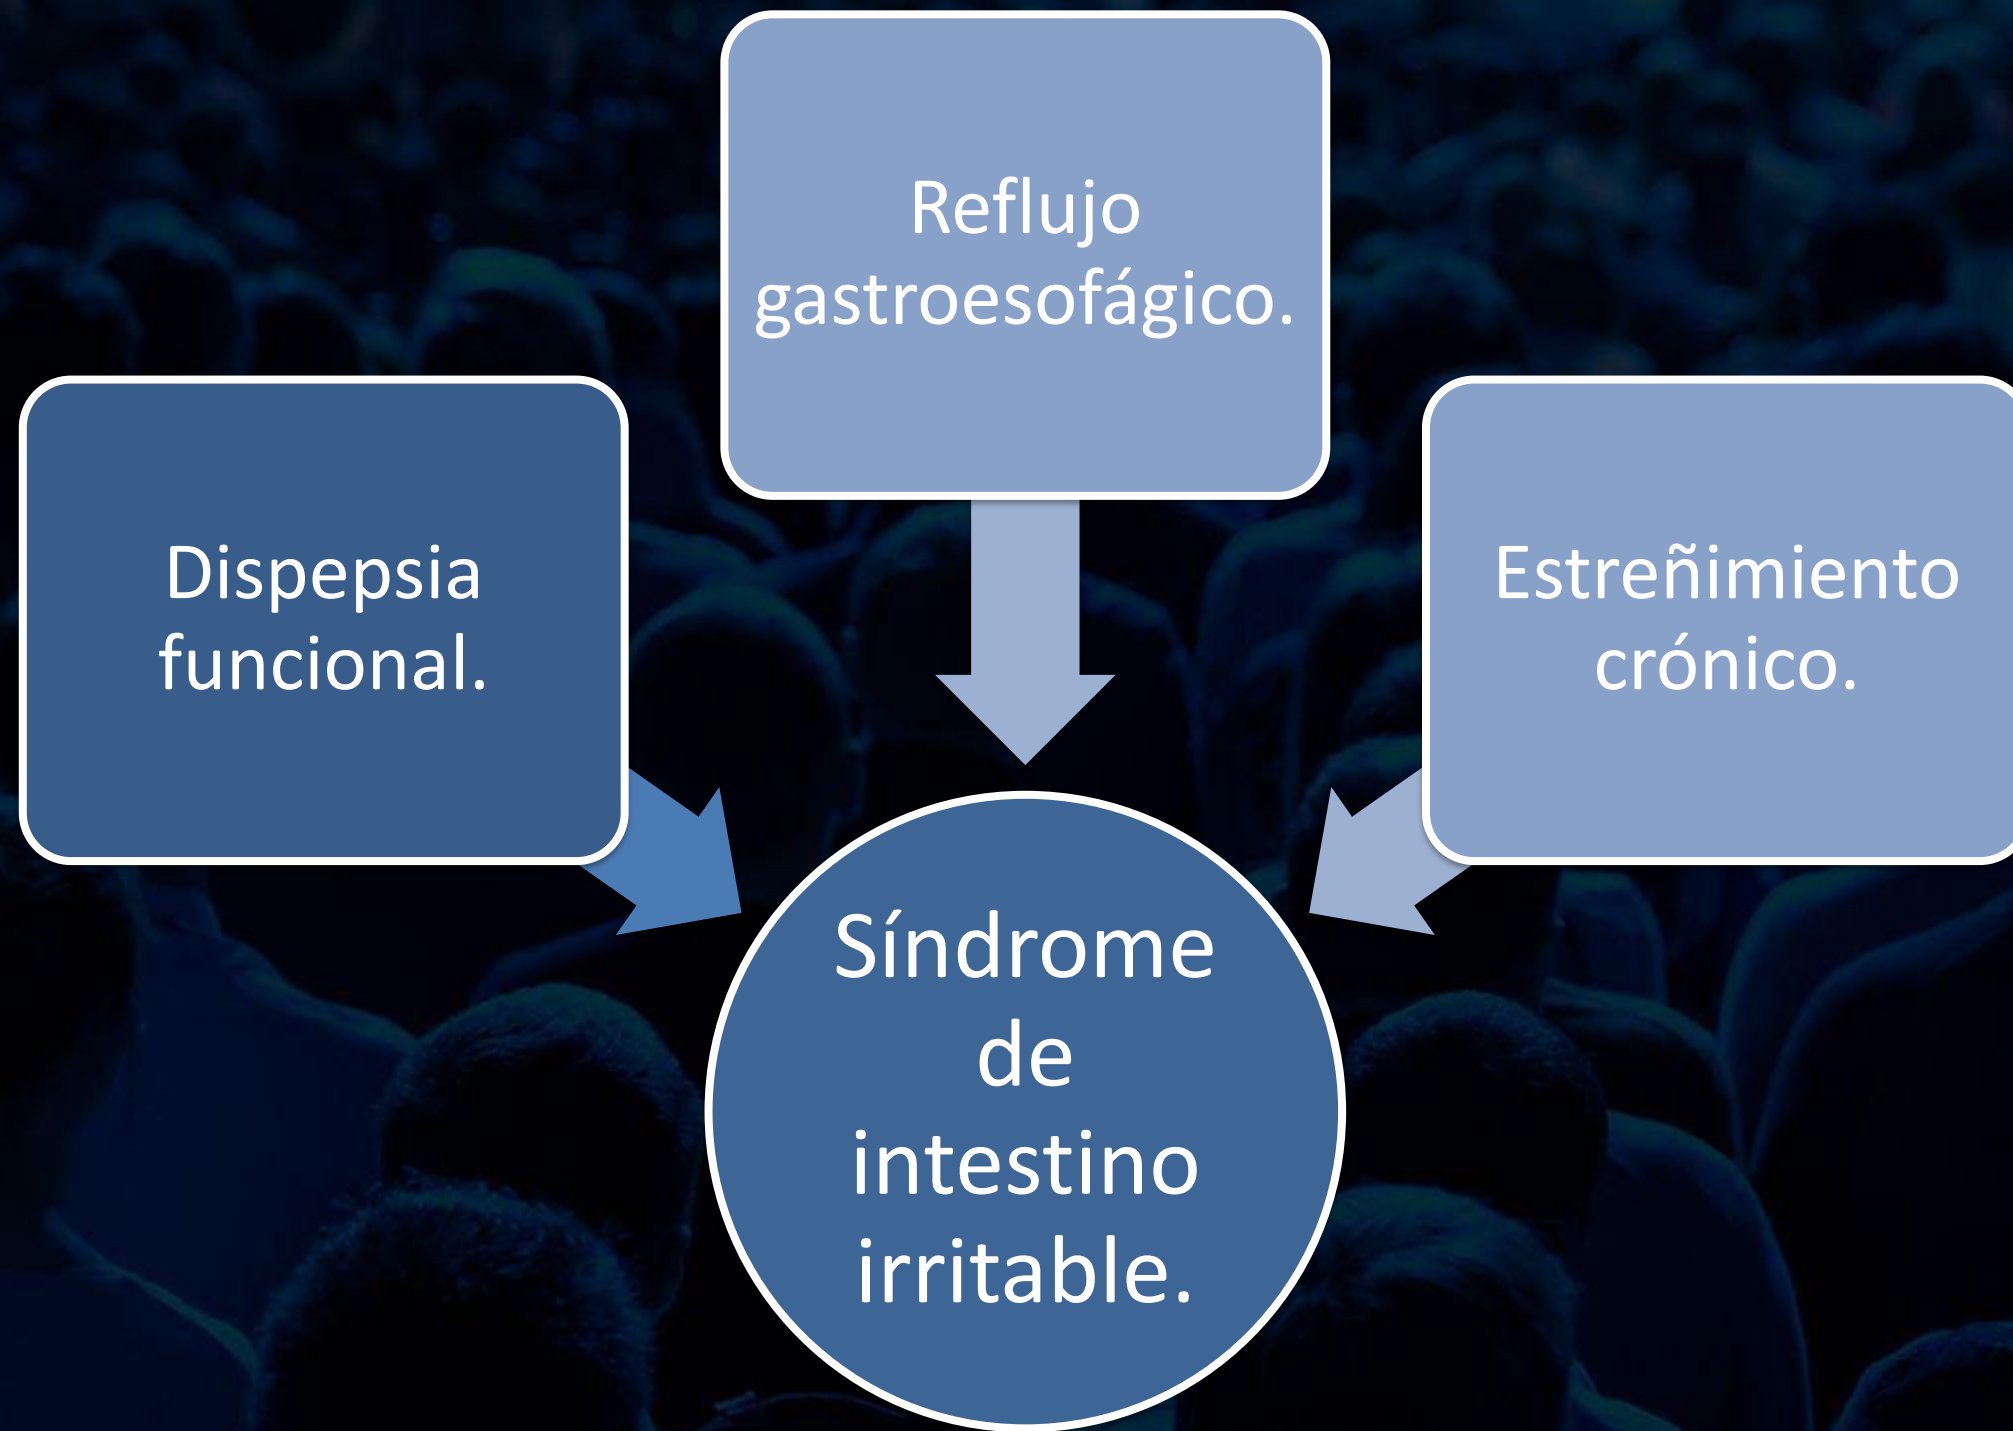 Reflujo
gastroesofágico.
Dispepsia
funcional.
Estreñimiento
crónico.
Síndrome
de
intestino
irritable.